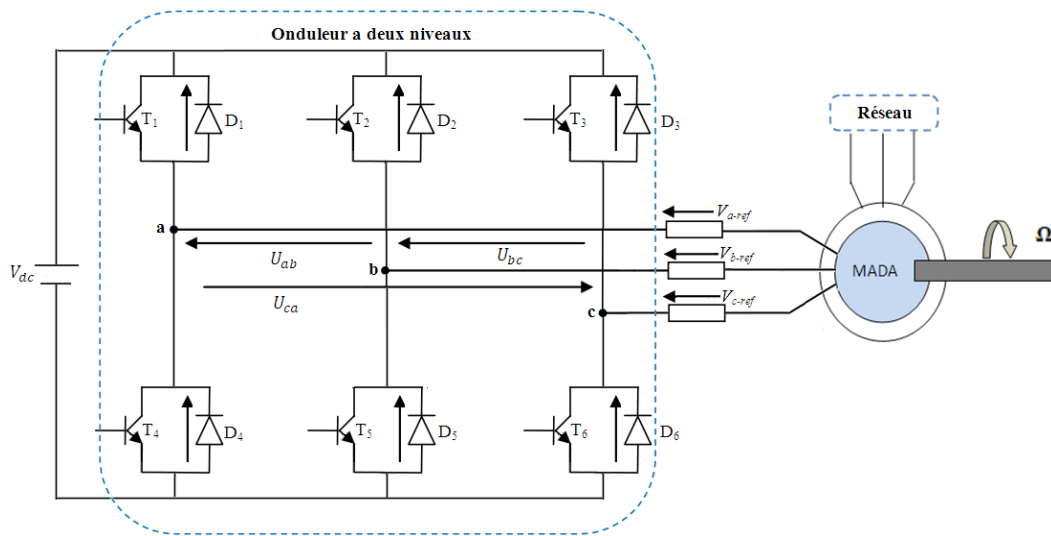 Onduleur a deux niveaux
T1
D1
T2
D2
T3
D3
Réseau
a
Va-ref
Uab
Ubc
Ω
Vdc
b
Vb-ref
MADA
Uca
Vc-ref
c
T4
D4
T5
D5
T6
D6